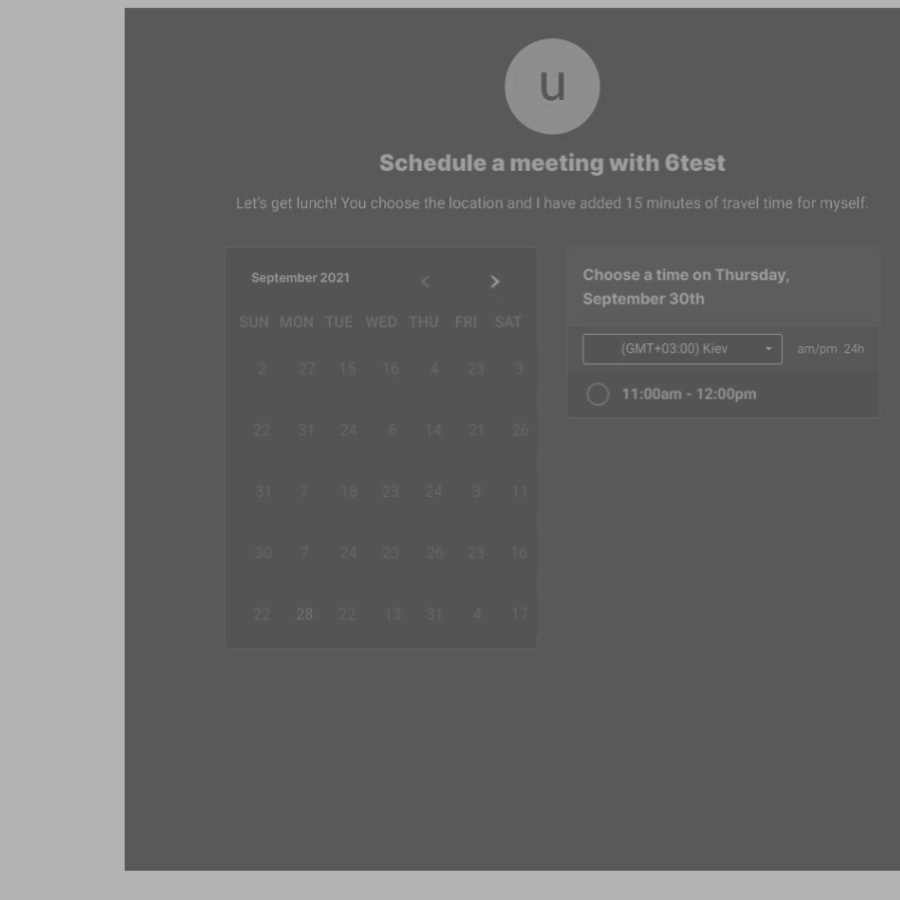 u
Schedule a meeting with 6test
Let's get lunch! You choose the location and I have added 15 minutes of travel time for myself.
September 2021
SUN MON TUE WED THU FRI SAT
2 27 15 16 4 23 3
22 31 24 6 14 21 26
31 7 18 23 24 3 11
30 7 24 23 26 23 16
22 28 22 13 31 4 17
Choose a time on Thursday,
September 30th
(GMT+03:00) Kiev am/pm 24h
11:00am - 12:00pm